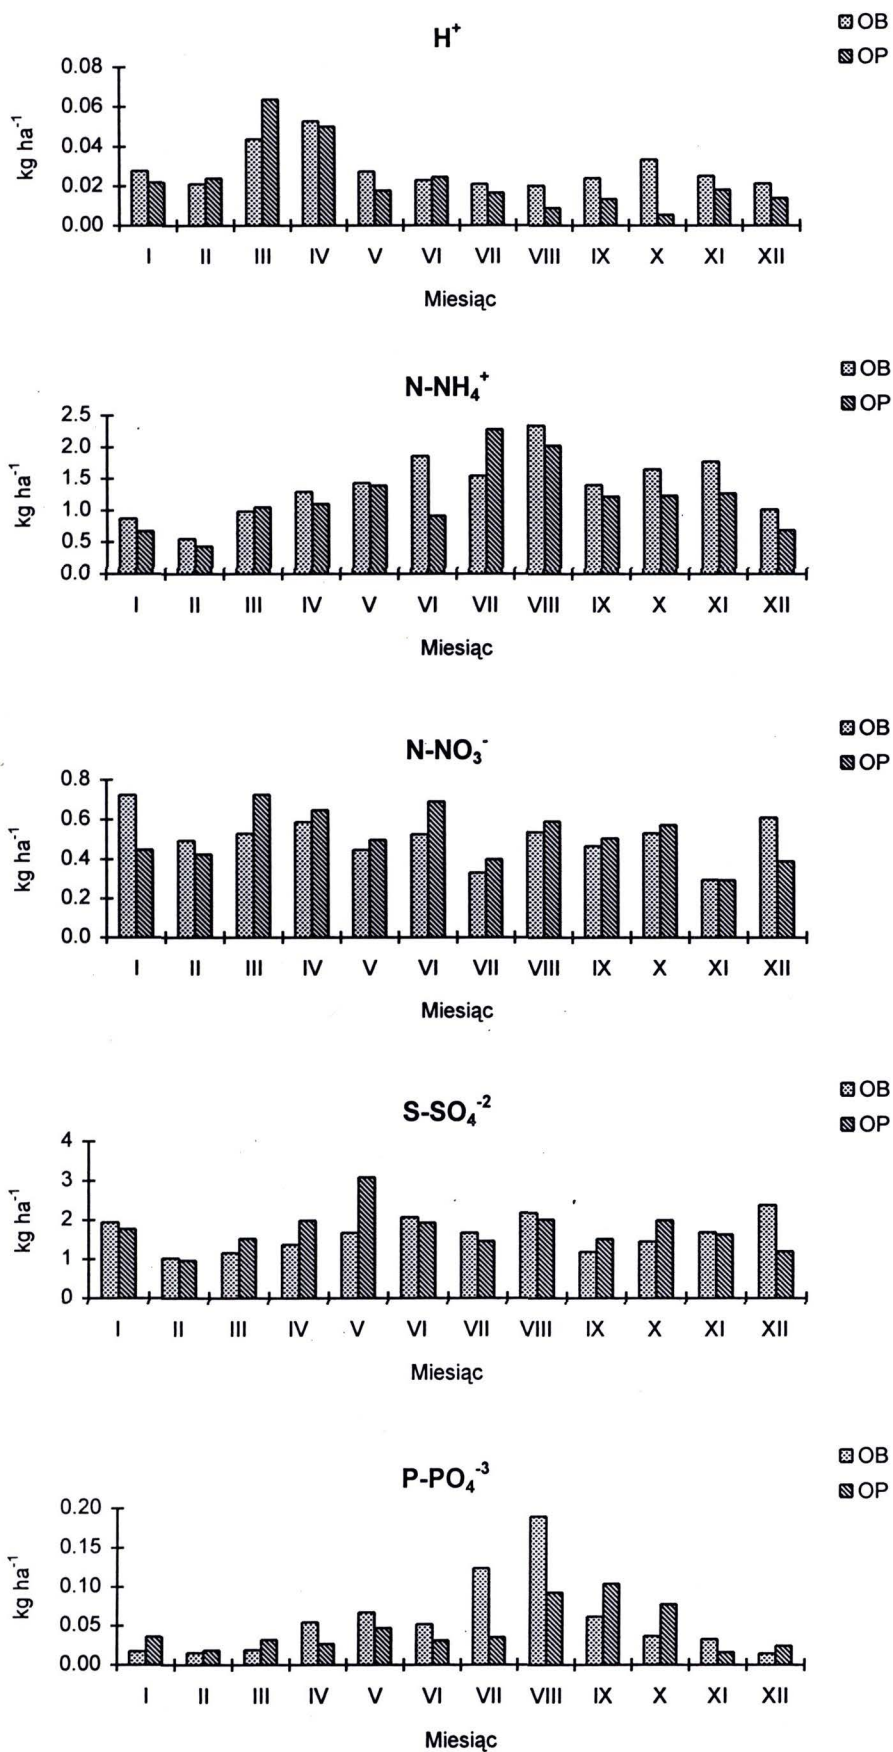 H⁺
OB
OP
kg ha⁻¹
0.08
0.06
0.04
0.02
0.00
I II III IV V VI VII VIII IX X XI XII
Miesiąc
N-NH₄⁺
OB
OP
kg ha⁻¹
2.5
2.0
1.5
1.0
0.5
0.0
I II III IV V VI VII VIII IX X XI XII
Miesiąc
N-NO₃⁻
OB
OP
kg ha⁻¹
0.8
0.6
0.4
0.2
0.0
I II III IV V VI VII VIII IX X XI XII
Miesiąc
S-SO₄⁻²
OB
OP
kg ha⁻¹
4
3
2
1
0
I II III IV V VI VII VIII IX X XI XII
Miesiąc
P-PO₄⁻³
OB
OP
kg ha⁻¹
0.20
0.15
0.10
0.05
0.00
I II III IV V VI VII VIII IX X XI XII
Miesiąc